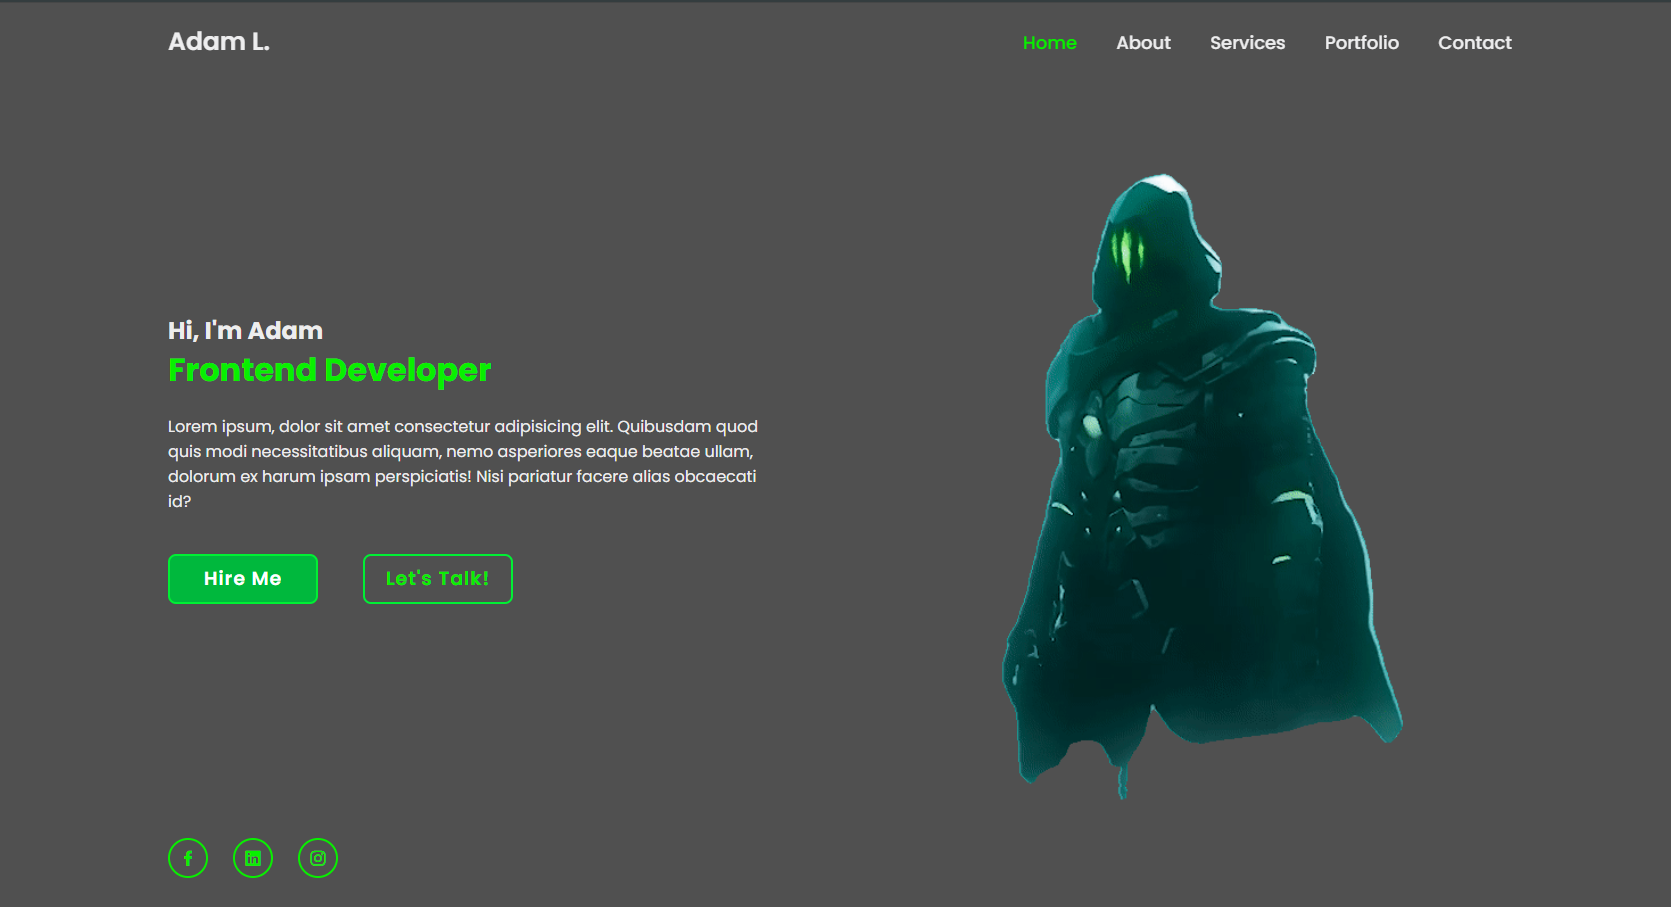 Adam L.
Home About Services Portfolio Contact
Hi, I'm Adam
Frontend Developer
Lorem ipsum, dolor sit amet consectetur adipisicing elit. Quibusdam quod
quis modi necessitatibus aliquam, nemo asperiores eaque beatae ullam,
dolorum ex harum ipsam perspiciatis! Nisi pariatur facere alias obcaecati
id?
Hire Me
Let's Talk!